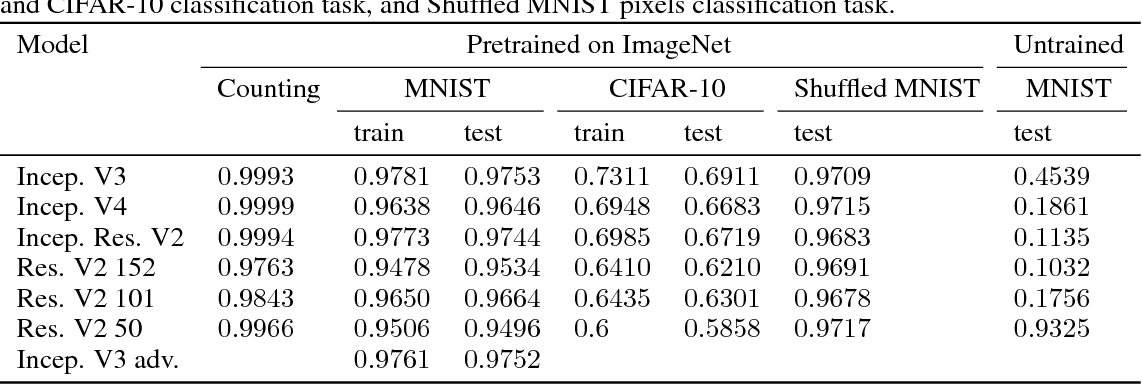 and CIFAR-10 classification task, and Shuffled MNIST pixels classification task.
Model Pretrained on ImageNet Untrained
Counting MNIST CIFAR-10 Shuffled MNIST MNIST
train test train test test test
Incep. V3 0.9993 0.9781 0.9753 0.7311 0.6911 0.9709 0.4539
Incep. V4 0.9999 0.9638 0.9646 0.6948 0.6683 0.9715 0.1861
Incep. Res. V2 0.9994 0.9773 0.9744 0.6985 0.6719 0.9683 0.1135
Res. V2 152 0.9763 0.9478 0.9534 0.6410 0.6210 0.9691 0.1032
Res. V2 101 0.9843 0.9650 0.9664 0.6435 0.6301 0.9678 0.1756
Res. V2 50 0.9966 0.9506 0.9496 0.6 0.5858 0.9717 0.9325
Incep. V3 adv. 0.9761 0.9752